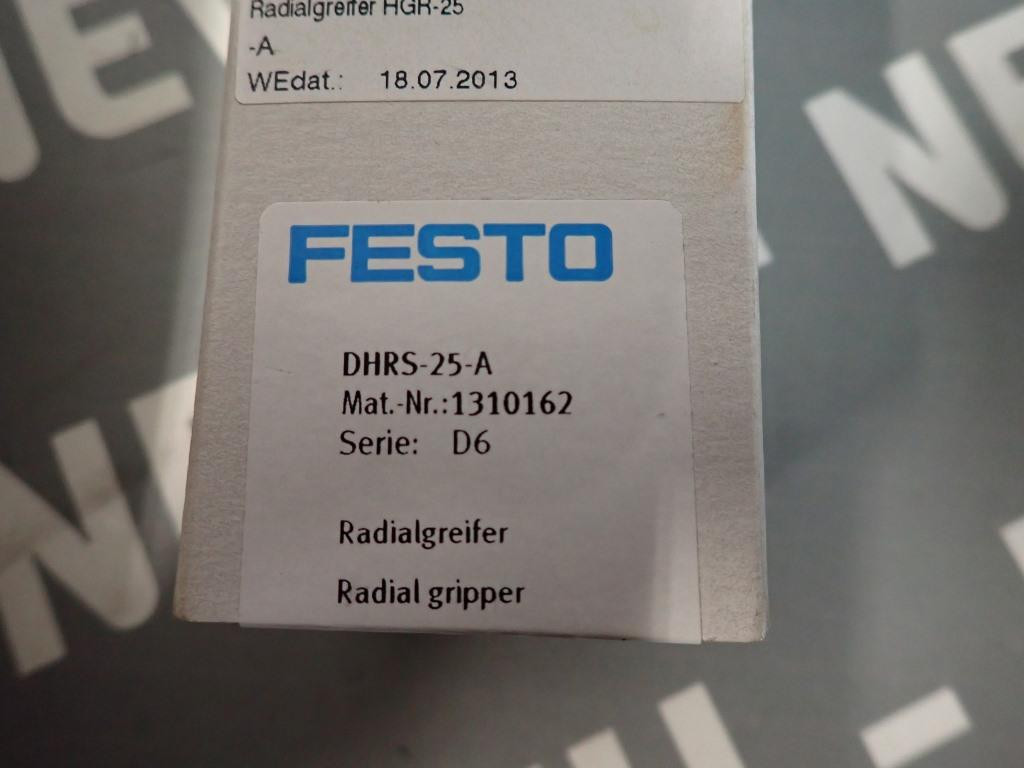 Radialgreifer HGR-25
-A
WEdat.: 18.07.2013
FESTO
DHRS-25-A
Mat.-Nr.:1310162
Serie: D6
Radialgreifer
Radial gripper